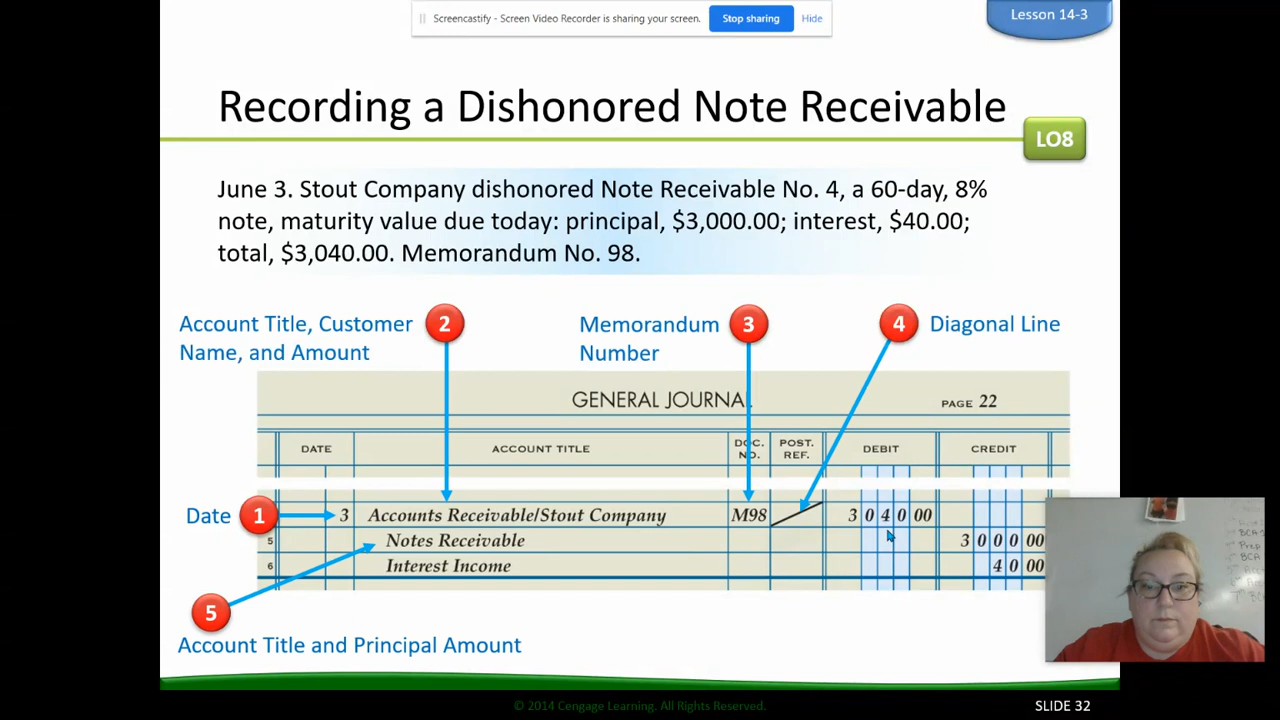 Screencastify - Screen Video Recorder is sharing your screen. Stop sharing Hide
Lesson 14-3
Recording a Dishonored Note Receivable
LO8
June 3. Stout Company dishonored Note Receivable No. 4, a 60-day, 8%
note, maturity value due today: principal, $3,000.00; interest, $40.00;
total, $3,040.00. Memorandum No. 98.
Account Title, Customer
Name, and Amount
2
Memorandum
Number
3
4
Diagonal Line
GENERAL JOURNA
PAGE 22
DATE ACCOUNT TITLE DOC. NO. POST. REF. DEBIT CREDIT
Date 1
3 Accounts Receivable/Stout Company M98 3 0 4 0 00
5 Notes Receivable 3 0 0 0 00
6 Interest Income 4 0 00
5
Account Title and Principal Amount
© 2014 Cengage Learning. All Rights Reserved.
SLIDE 32